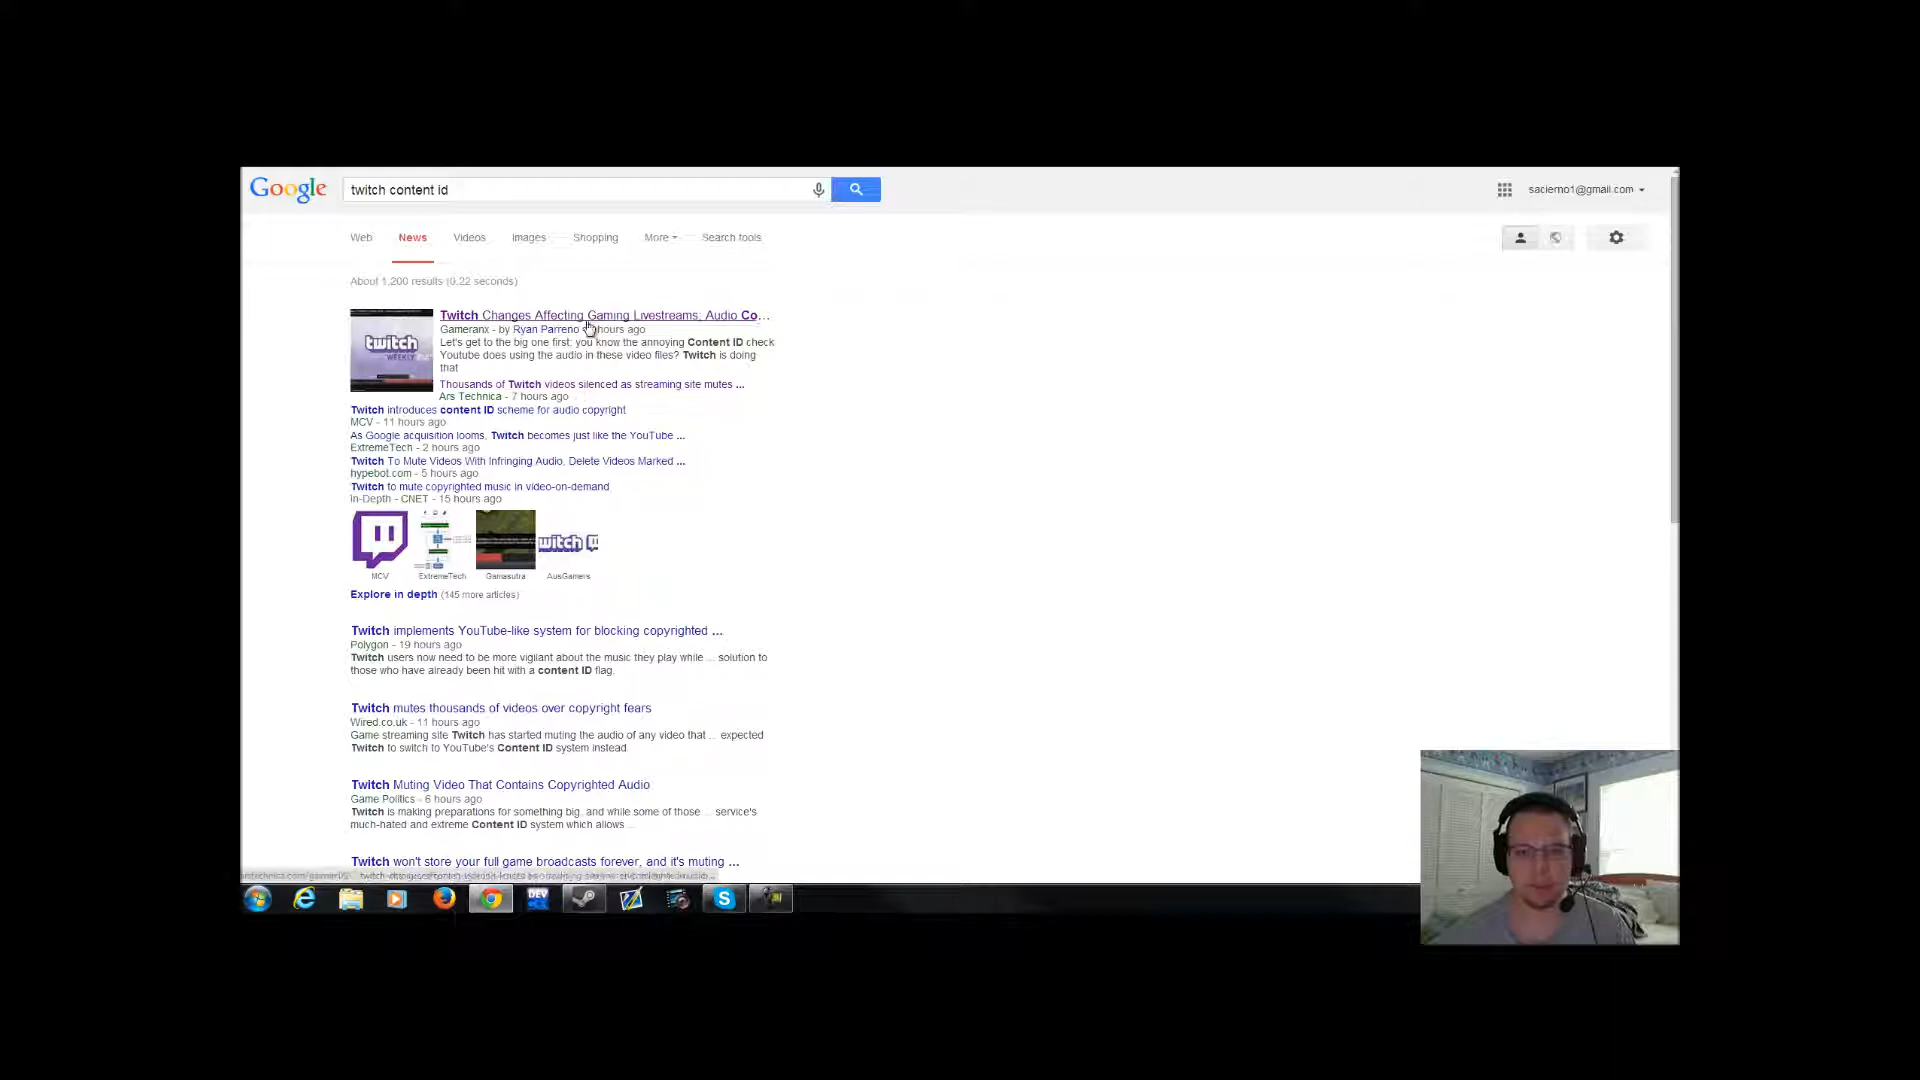 Google
twitch content id
sacierno1@gmail.com
Web News Videos Images Shopping More Search tools
About 1,200 results (0.22 seconds)
Twitch Changes Affecting Gaming Livestreams; Audio Co...
Gameranx - by Ryan Parreno hours ago
Let's get to the big one first: you know the annoying Content ID check
Youtube does using the audio in these video files? Twitch is doing
that
twitch
WEEKLY
Thousands of Twitch videos silenced as streaming site mutes ...
Ars Technica - 7 hours ago
Twitch introduces content ID scheme for audio copyright
MCV - 11 hours ago
As Google acquisition looms, Twitch becomes just like the YouTube ...
ExtremeTech - 2 hours ago
Twitch To Mute Videos With Infringing Audio, Delete Videos Marked ...
hypebot.com - 5 hours ago
Twitch to mute copyrighted music in video-on-demand
In-Depth - CNET - 15 hours ago
witch
MCV ExtremeTech Gamasutra AusGamers
Explore in depth (145 more articles)
Twitch implements YouTube-like system for blocking copyrighted ...
Polygon - 19 hours ago
Twitch users now need to be more vigilant about the music they play while ... solution to
those who have already been hit with a content ID flag.
Twitch mutes thousands of videos over copyright fears
Wired.co.uk - 11 hours ago
Game streaming site Twitch has started muting the audio of any video that ... expected
Twitch to switch to YouTube's Content ID system instead
Twitch Muting Video That Contains Copyrighted Audio
Game Politics - 6 hours ago
Twitch is making preparations for something big, and while some of those ... service's
much-hated and extreme Content ID system which allows ...
Twitch won't store your full game broadcasts forever, and it's muting ...
DEV